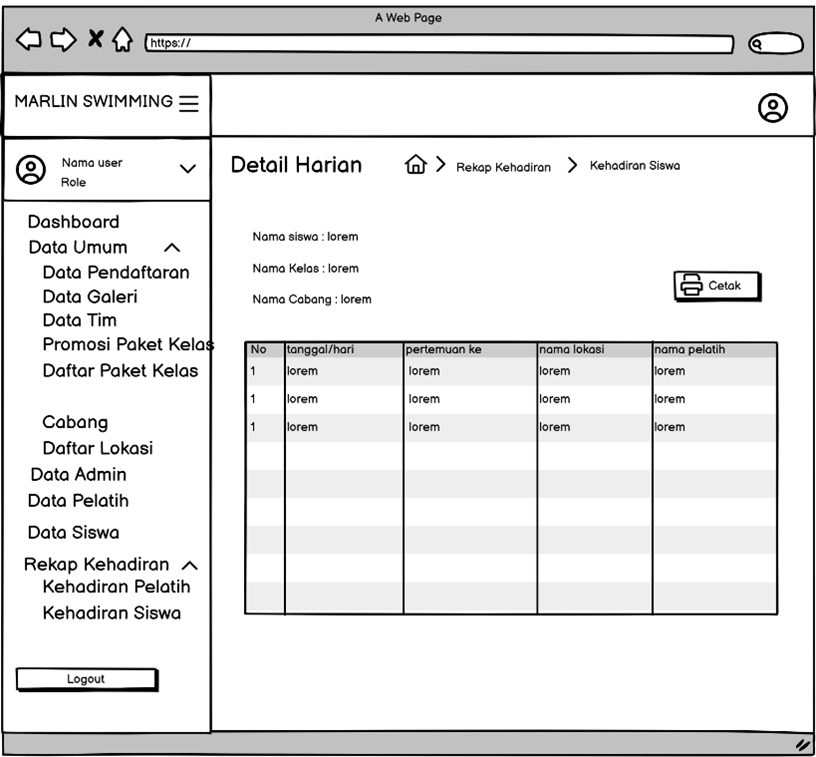 A Web Page
https://
MARLIN SWIMMING
Nama user
Role
Detail Harian
Rekap Kehadiran
Kehadiran Siswa
Dashboard
Data Umum
Data Pendaftaran
Data Galeri
Data Tim
Promosi Paket Kelas
Daftar Paket Kelas
Cabang
Daftar Lokasi
Data Admin
Data Pelatih
Data Siswa
Rekap Kehadiran
Kehadiran Pelatih
Kehadiran Siswa
Logout
Nama siswa : lorem
Nama Kelas : lorem
Nama Cabang : lorem
Cetak
No tanggal/hari pertemuan ke nama lokasi nama pelatih
1 lorem lorem lorem lorem
1 lorem lorem lorem lorem
1 lorem lorem lorem lorem